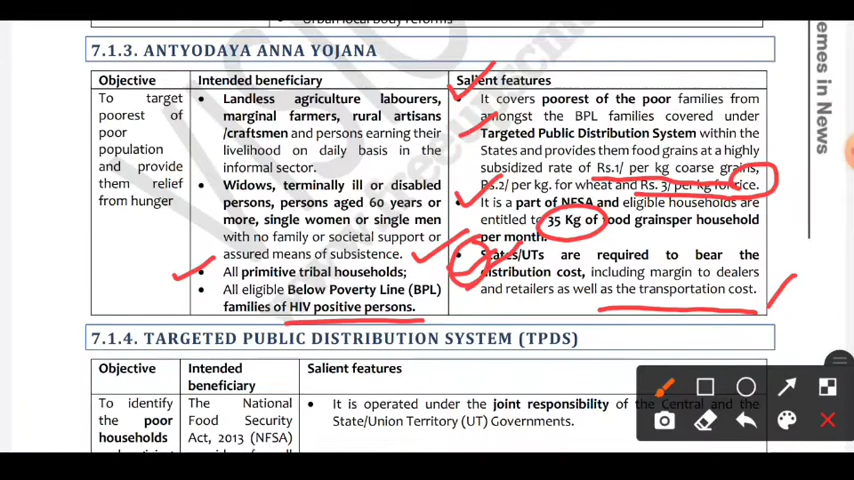 Urban local body reforms
7.1.3. ANTYODAYA ANNA YOJANA
Objective
Intended beneficiary
Salient features
To target
poorest of
poor
population
and provide
them relief
from hunger
• Landless agriculture labourers,
marginal farmers, rural artisans
/craftsmen and persons earning their
livelihood on daily basis in the
informal sector.
• Widows, terminally ill or disabled
persons, persons aged 60 years or
more, single women or single men
with no family or societal support or
assured means of subsistence.
• All primitive tribal households;
• All eligible Below Poverty Line (BPL)
families of HIV positive persons.
• It covers poorest of the poor families from
amongst the BPL families covered under
Targeted Public Distribution System within the
States and provides them food grains at a highly
subsidized rate of Rs.1/ per kg coarse grains,
Rs.2/ per kg. for wheat and Rs. 3/ per kg for rice.
• It is a part of NFSA and eligible households are
entitled to 35 Kg of food grainsper household
per month.
• States/UTs are required to bear the
distribution cost, including margin to dealers
and retailers as well as the transportation cost.
7.1.4. TARGETED PUBLIC DISTRIBUTION SYSTEM (TPDS)
Objective
Intended
beneficiary
Salient features
To identify
the poor
households
The National
Food Security
Act, 2013 (NFSA)
• It is operated under the joint responsibility of the Central and the
State/Union Territory (UT) Governments.
emes in News